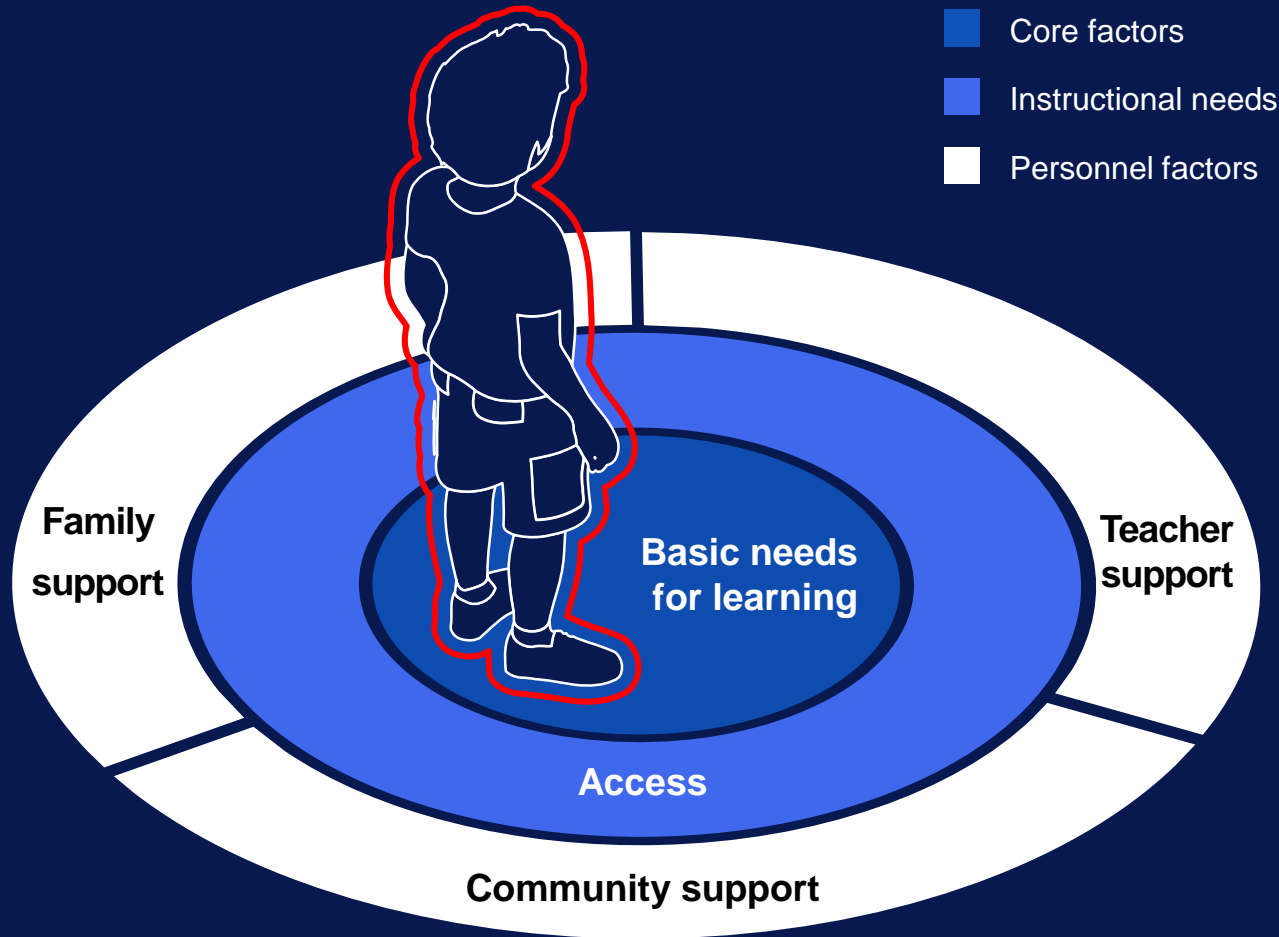 Core factors
Instructional needs
Personnel factors
Family
support
Basic needs
for learning
Teacher
support
Access
Community support